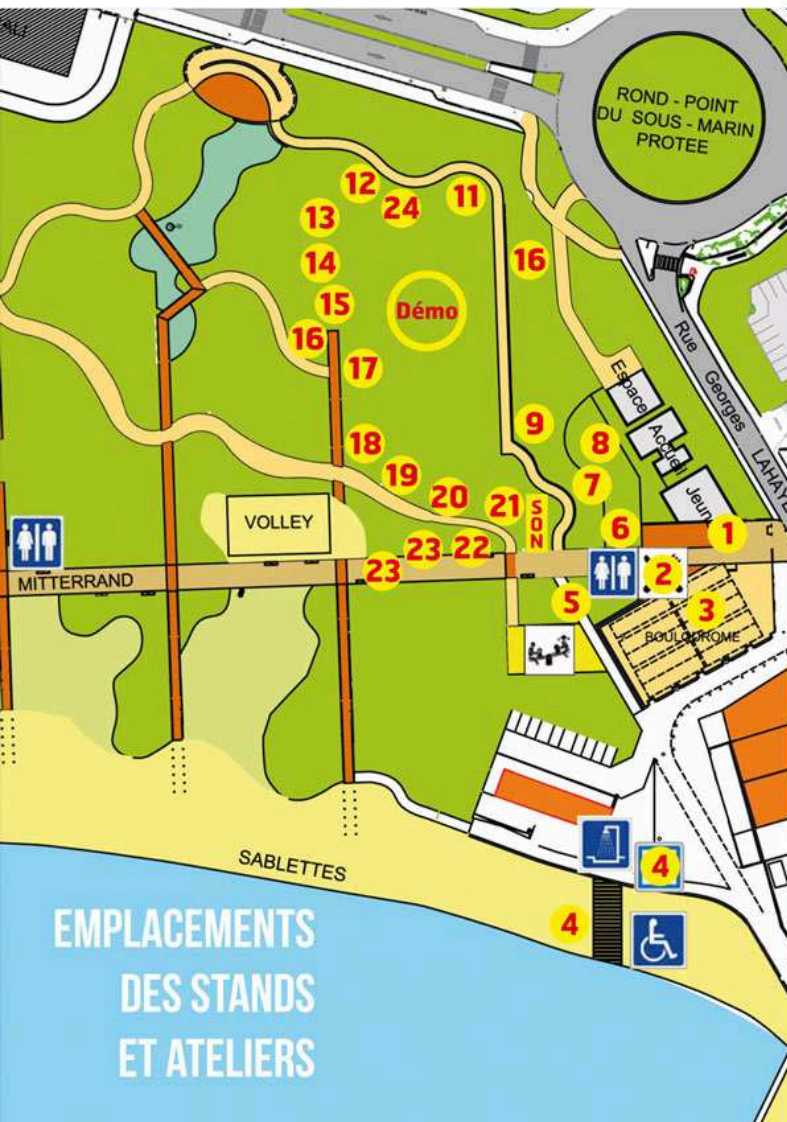 ROND - POINT
DU SOUS - MARIN
PROTEE
12
24
11
13
14
16
15
Démo
16
17
Rue Georges LAHAYE
Espace
Accueil
Jeun
9
18
8
19
7
20
21
SON
VOLLEY
6
1
23
22
23
2
MITTERRAND
5
3
BOULODROME
SABLETTES
4
4
EMPLACEMENTS
DES STANDS
ET ATELIERS